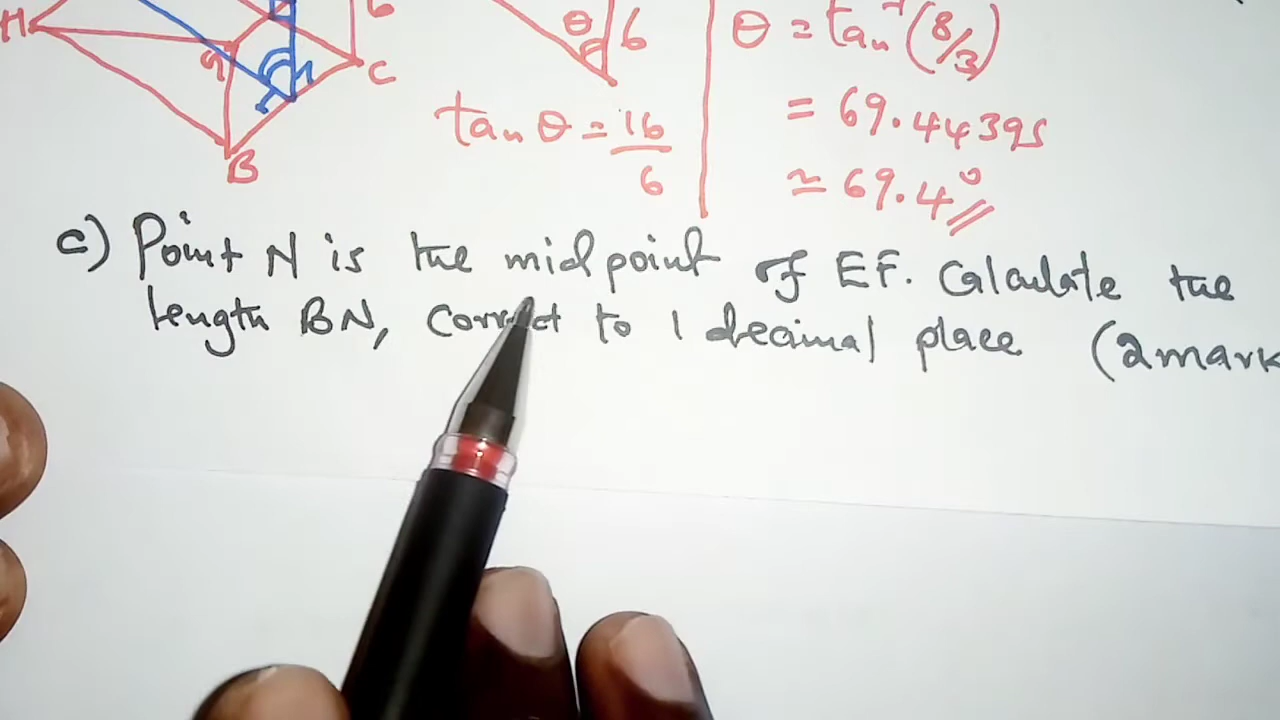 H
6
C
B
θ
6
tan θ = 16/6
θ = tan⁻¹(8/3)
= 69.44395
≃ 69.4°
c) Point N is the midpoint of EF. Calculate the
length BN, correct to 1 decimal place (2mark